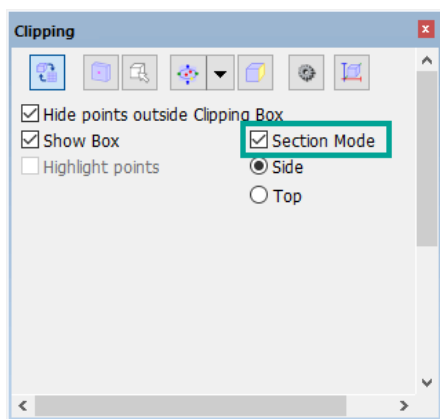 Clipping
Hide points outside Clipping Box
Show Box
Section Mode
Highlight points
Side
Top